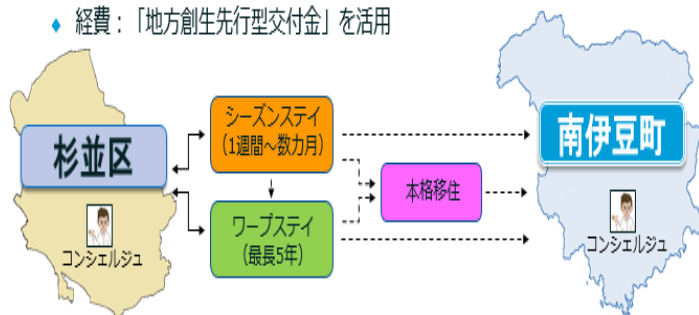 ◆ 経費：「地方創生先行型交付金」を活用
杉並区
コンシェルジュ
シーズンステイ
（1週間～数カ月）
ワープステイ
（最長5年）
本格移住
南伊豆町
コンシェルジュ